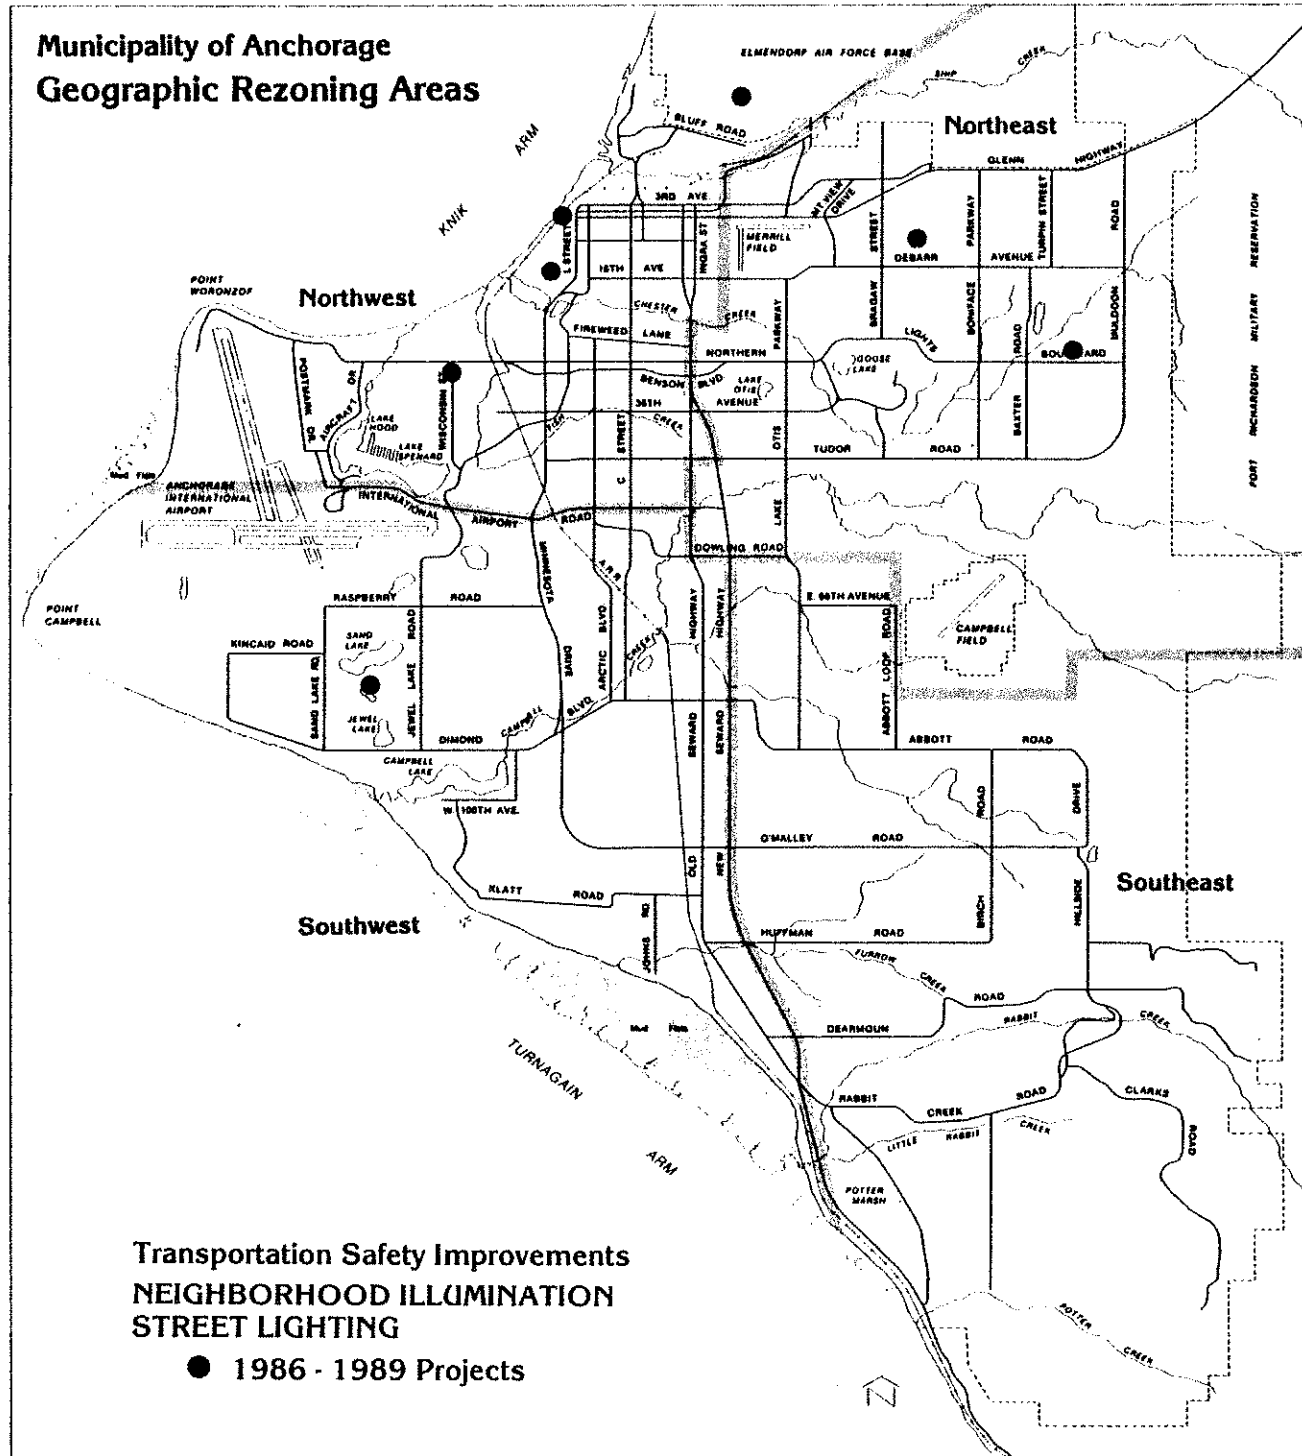 Municipality of Anchorage
Geographic Rezoning Areas
ELMENDORF AIR FORCE BASE
SHIP CREEK
BLUFF ROAD
Northeast
KNIK ARM
GLENN HIGHWAY
3RD AVE
MT VIEW DRIVE
L STREET
INGRA ST
MERRILL FIELD
BRAGAW STREET
BONIFACE PARKWAY
TURPIN STREET
MULDOON ROAD
FORT RICHARDSON MILITARY RESERVATION
DEBARR AVENUE
15TH AVE
POINT WORONZOF
Northwest
CHESTER CREEK
FIREWEED LANE
NORTHERN LIGHTS BOULEVARD
BENSON BLVD
LAKE OTIS
GOOSE LAKE
36TH AVENUE
BAXTER ROAD
POSTMARK DR.
AIRCRAFT DR
WISCONSIN ST.
LAKE HOOD
LAKE SPENARD
FISH CREEK
C STREET
LAKE OTIS PARKWAY
TUDOR ROAD
Mud Flats
ANCHORAGE INTERNATIONAL AIRPORT
INTERNATIONAL AIRPORT ROAD
DOWLING ROAD
MINNESOTA DRIVE
A.R.R.
POINT CAMPBELL
RASPBERRY ROAD
E. 68TH AVENUE
CAMPBELL FIELD
KINCAID ROAD
SAND LAKE
SAND LAKE RD.
JEWEL LAKE ROAD
JEWEL LAKE
ARCTIC BLVD
CAMPBELL CREEK
OLD SEWARD HIGHWAY
NEW SEWARD HIGHWAY
ABBOTT LOOP ROAD
DIMOND BLVD
ABBOTT ROAD
CAMPBELL LAKE
W. 100TH AVE.
O'MALLEY ROAD
BIRCH ROAD
HILLSIDE DRIVE
KLATT ROAD
Southeast
Southwest
JOHNS RD
HUFFMAN ROAD
FURROW CREEK
Mud Flats
DEARMOUN ROAD
RABBIT CREEK
TURNAGAIN ARM
RABBIT CREEK ROAD
CLARKS ROAD
LITTLE RABBIT CREEK
POTTER MARSH
Transportation Safety Improvements
NEIGHBORHOOD ILLUMINATION
STREET LIGHTING
1986 - 1989 Projects
POTTER CREEK
N